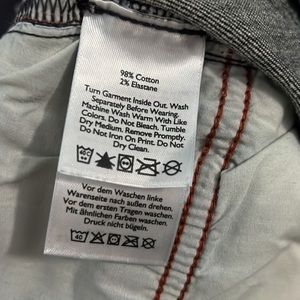 98% Cotton
2% Elastane
Turn Garment Inside Out. Wash
Separately Before Wearing.
Machine Wash Warm With Like
Colors. Do Not Bleach. Tumble
Dry Medium. Remove Promptly.
Do Not Iron On Print. Do Not
Dry Clean.
Vor dem Waschen linke
Warenseite nach außen drehen.
Vor dem ersten Tragen waschen.
Mit ähnlichen Farben waschen.
Druck nicht bügeln.
40